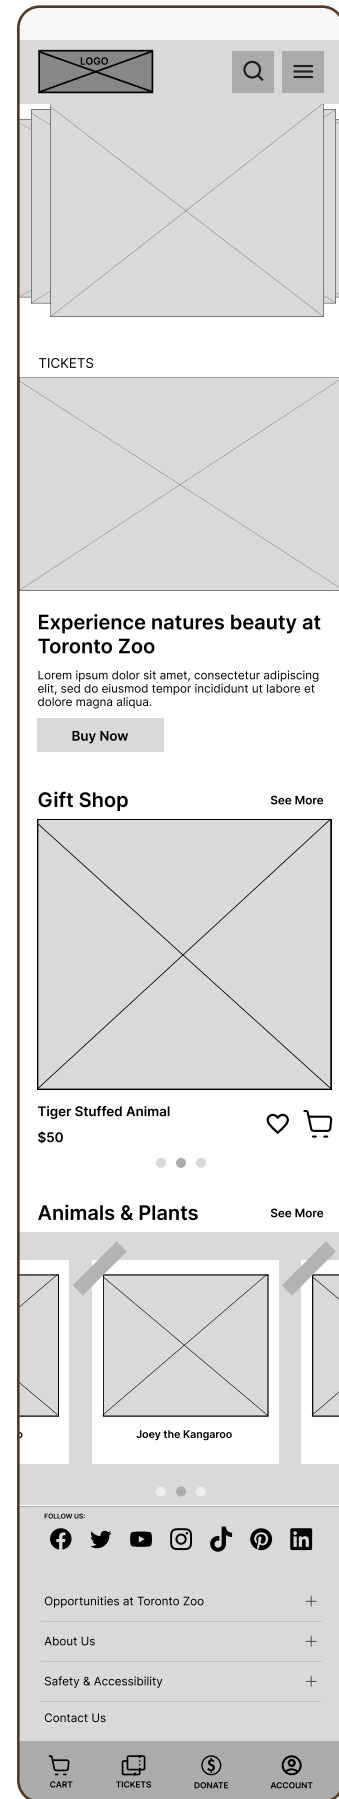 LOGO
TICKETS
Experience natures beauty at
Toronto Zoo
Lorem ipsum dolor sit amet, consectetur adipiscing
elit, sed do eiusmod tempor incididunt ut labore et
dolore magna aliqua.
Buy Now
Gift Shop
See More
Tiger Stuffed Animal
$50
Animals & Plants
See More
Joey the Kangaroo
FOLLOW US:
Opportunities at Toronto Zoo
About Us
Safety & Accessibility
Contact Us
CART
TICKETS
DONATE
ACCOUNT